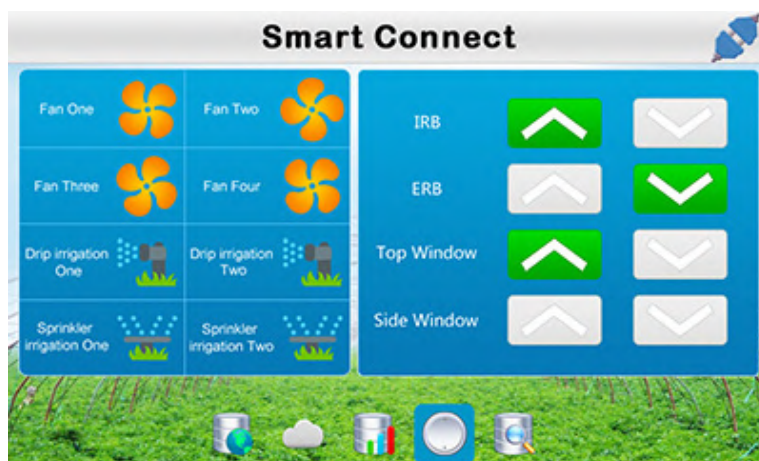 Smart Connect
Fan One
Fan Two
Fan Three
Fan Four
Drip irrigation
One
Drip irrigation
Two
Sprinkler
irrigation One
Sprinkler
irrigation Two
IRB
ERB
Top Window
Side Window